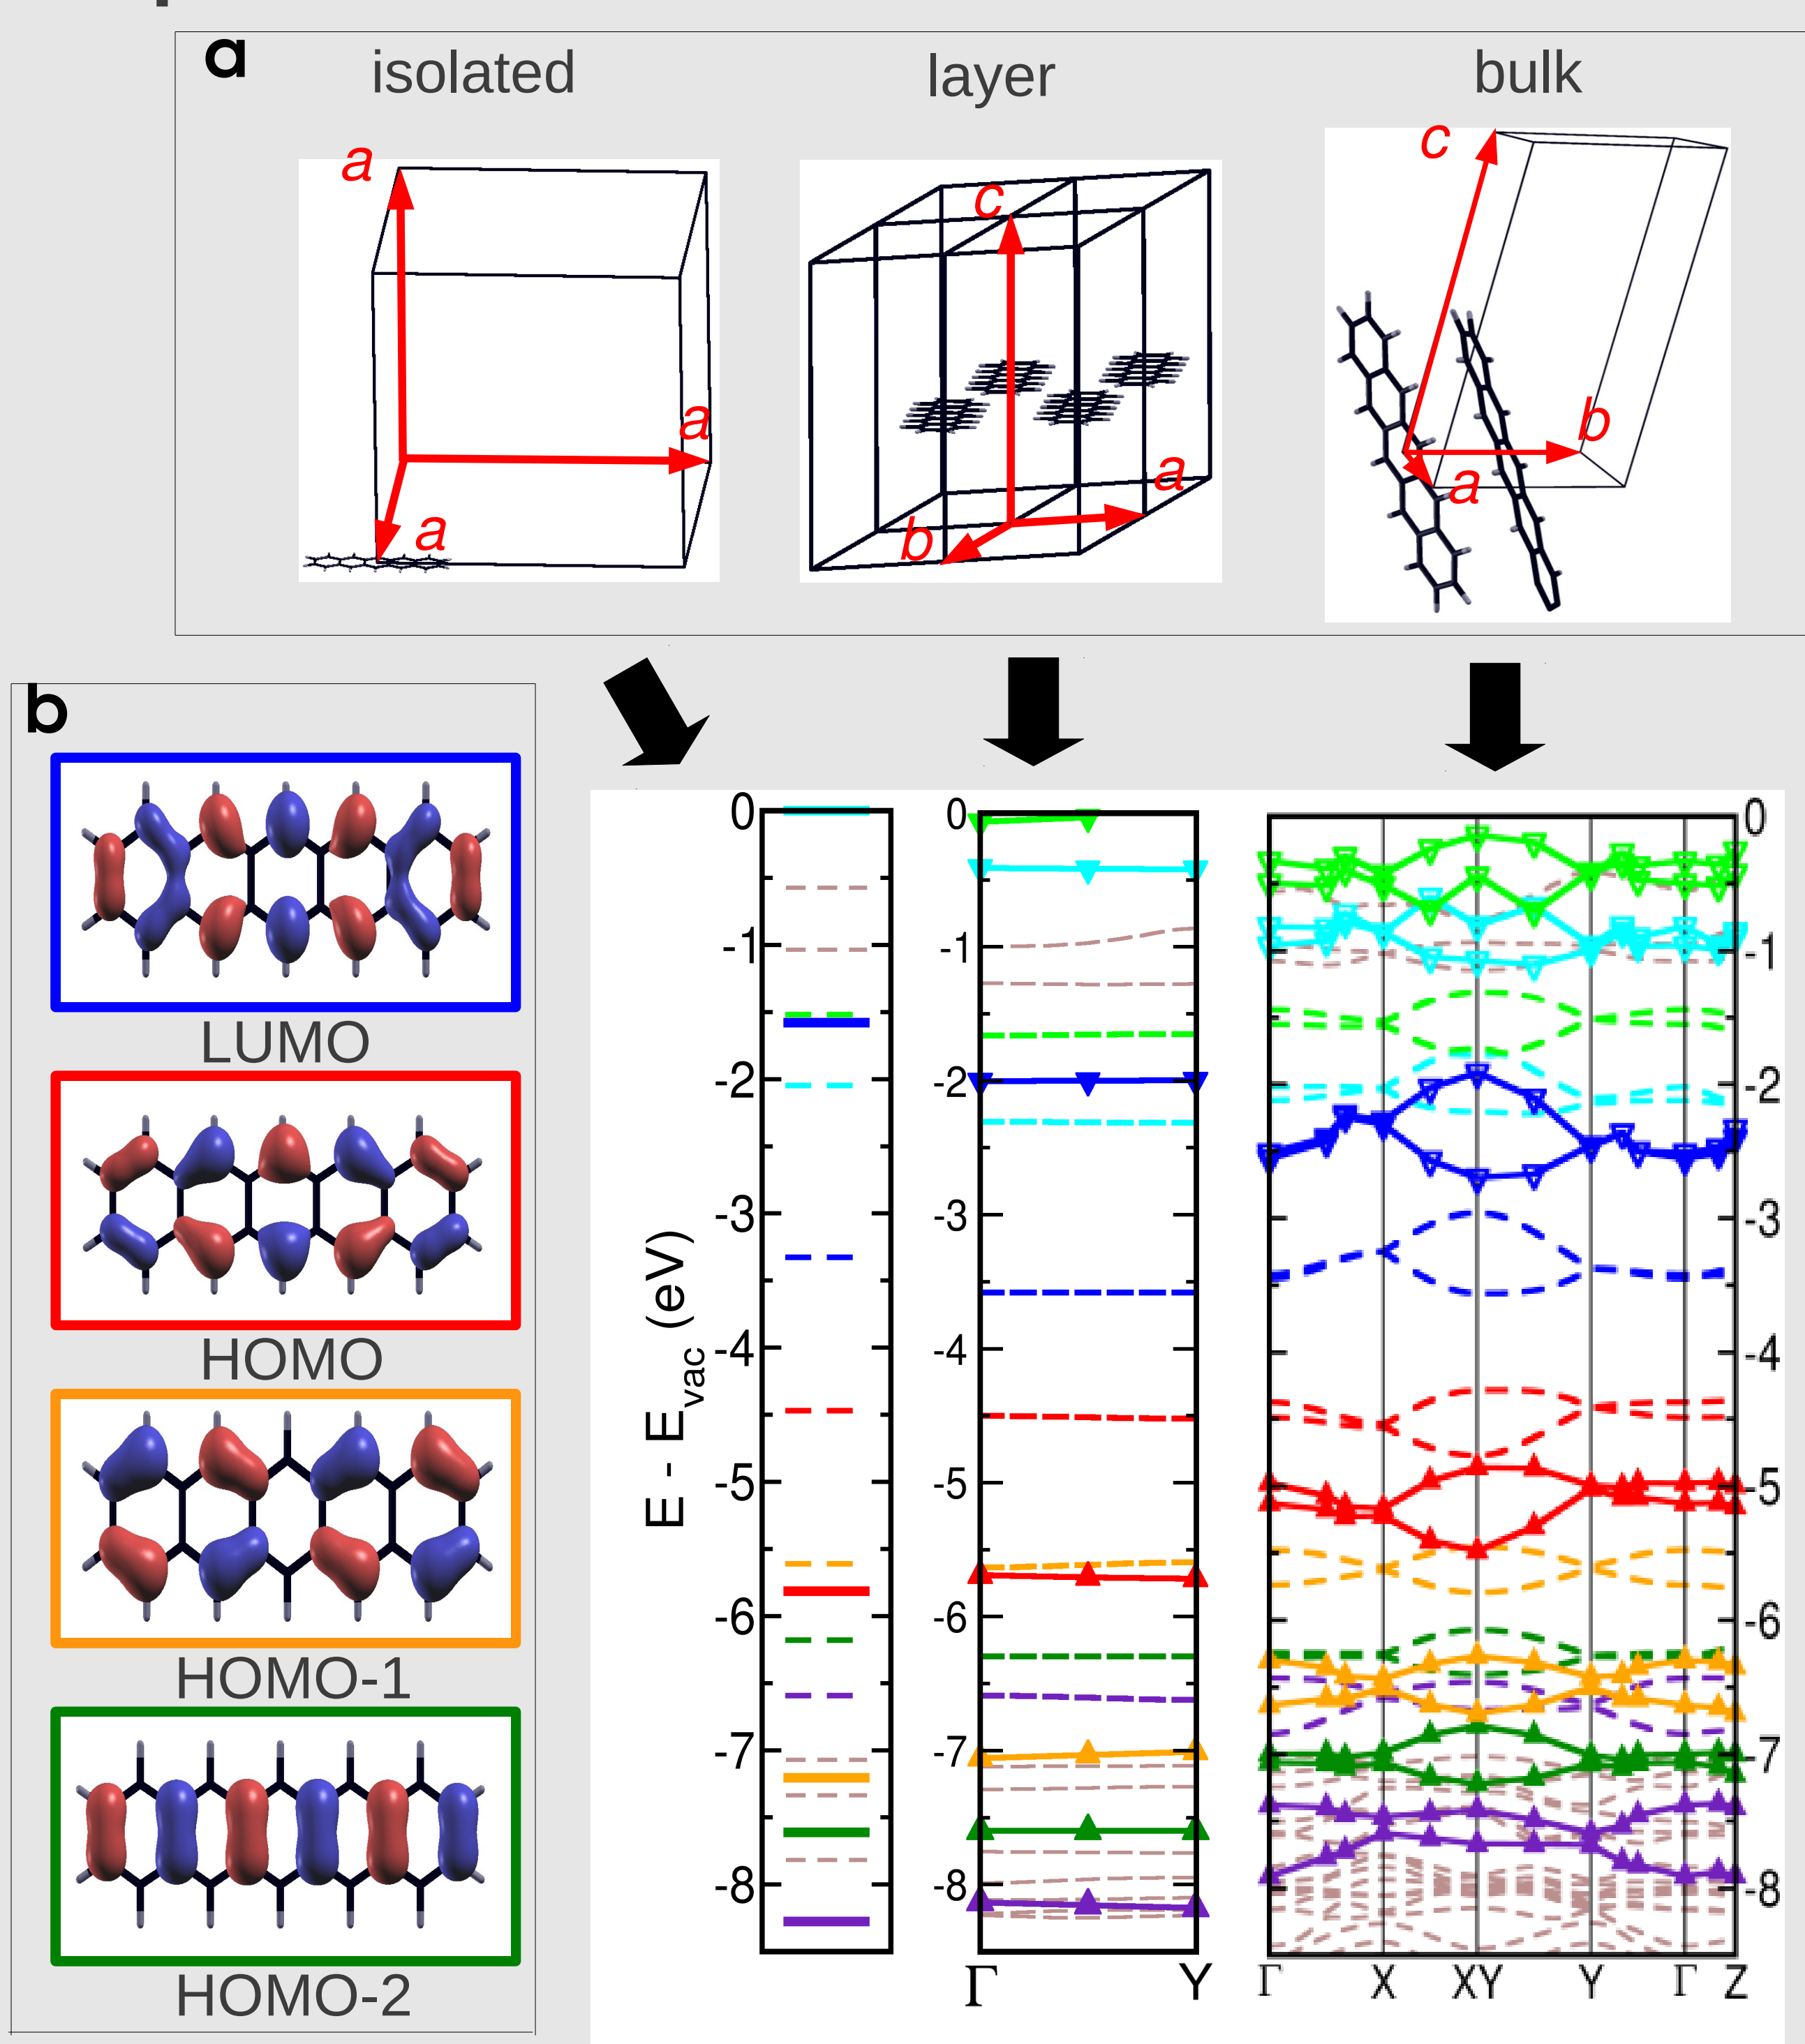 a
isolated
layer
bulk
a
a
a
c
a
b
c
b
a
b
LUMO
HOMO
HOMO-1
HOMO-2
E - Evac (eV)
0
-1
-2
-3
-4
-5
-6
-7
-8
0
-1
-2
-3
-4
-5
-6
-7
-8
Γ Y
0
-1
-2
-3
-4
-5
-6
-7
-8
Γ X XY Y Γ Z